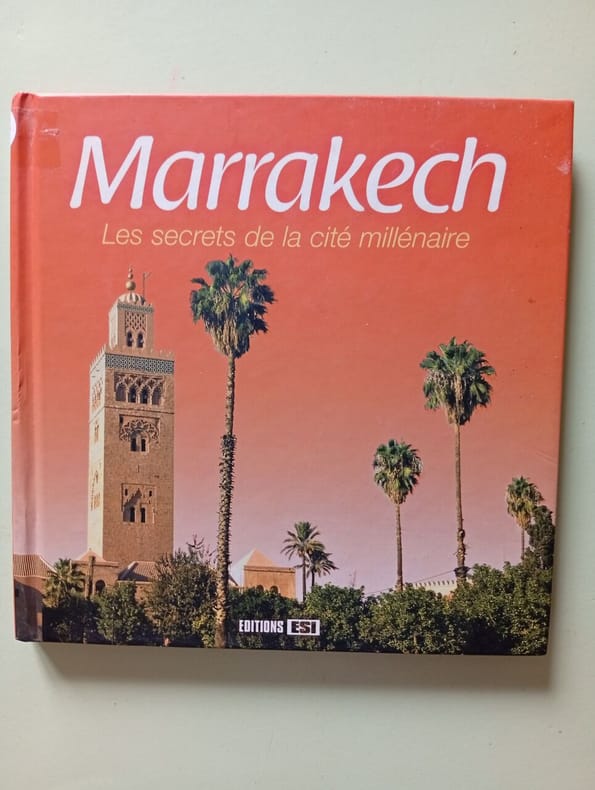 Marrakech
Les secrets de la cité millénaire
EDITIONS ESI